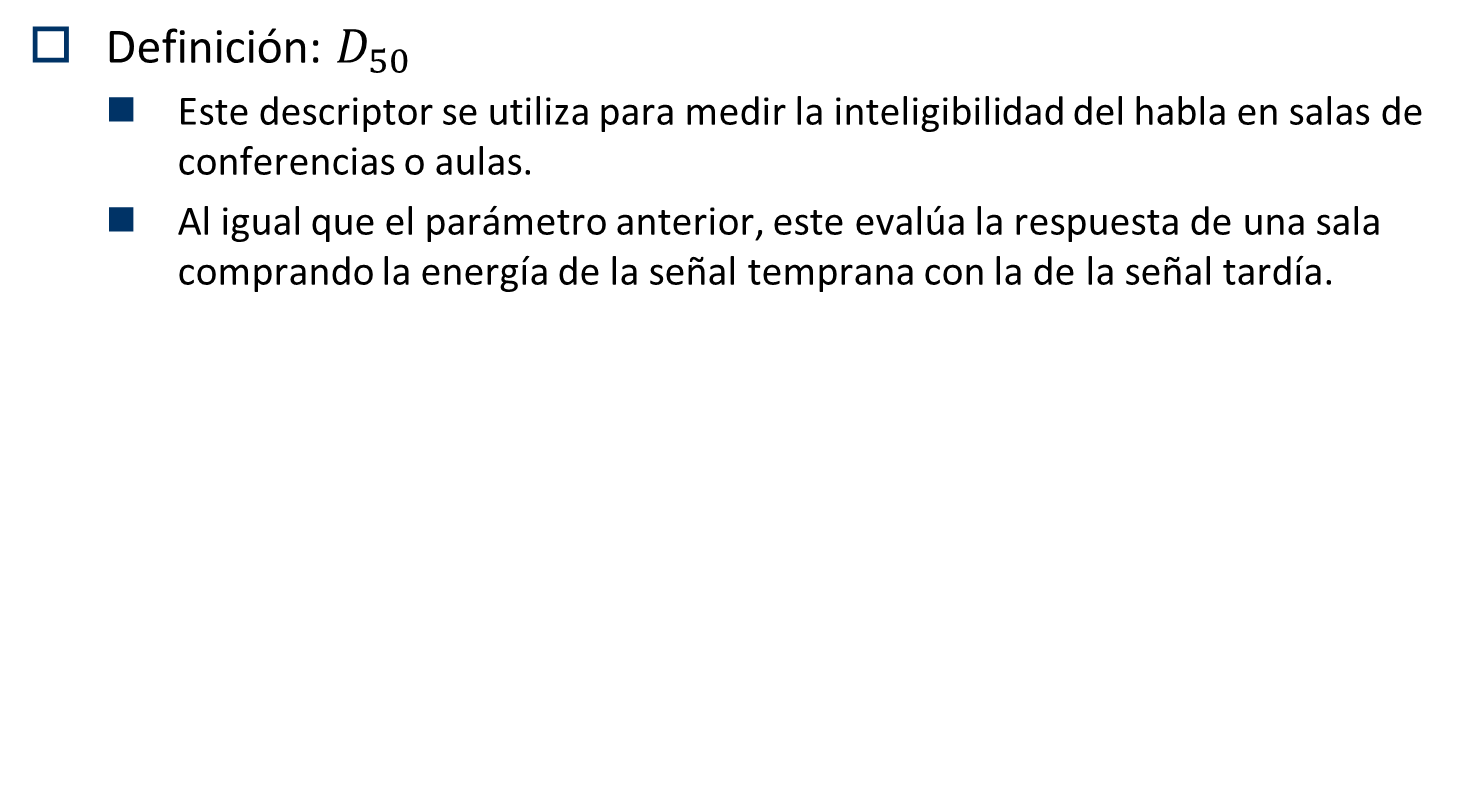 Definición: D₅₀
Este descriptor se utiliza para medir la inteligibilidad del habla en salas de
conferencias o aulas.
Al igual que el parámetro anterior, este evalúa la respuesta de una sala
comprando la energía de la señal temprana con la de la señal tardía.